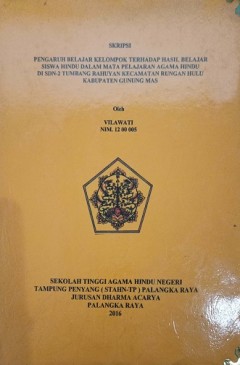 SKRIPSI
PENGARUH BELAJAR KELOMPOK TERHADAP HASIL BELAJAR
SISWA HINDU DALAM MATA PELAJARAN AGAMA HINDU
DI SDN-2 TUMBANG BAHUYAN KECAMATAN RUNGAN HULU
KABUPATEN GUNUNG MAS
Oleh
VILAWATI
NIM. 12 00 005
SEKOLAH TINGGI AGAMA HINDU NEGERI
TAMPUNG PENYANG ( STAHN-TP ) PALANGKA RAYA
JURUSAN DHARMA ACARYA
PALANGKA RAYA
2016